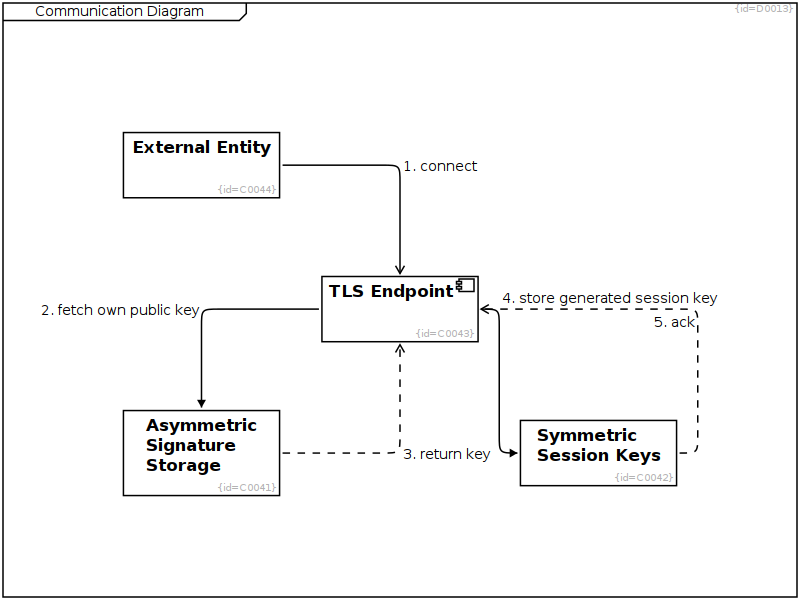 Communication Diagram
{id=D0013}
External Entity
{id=C0044}
1. connect
TLS Endpoint
{id=C0043}
2. fetch own public key
4. store generated session key
5. ack
Asymmetric
Signature
Storage
{id=C0041}
3. return key
Symmetric
Session Keys
{id=C0042}